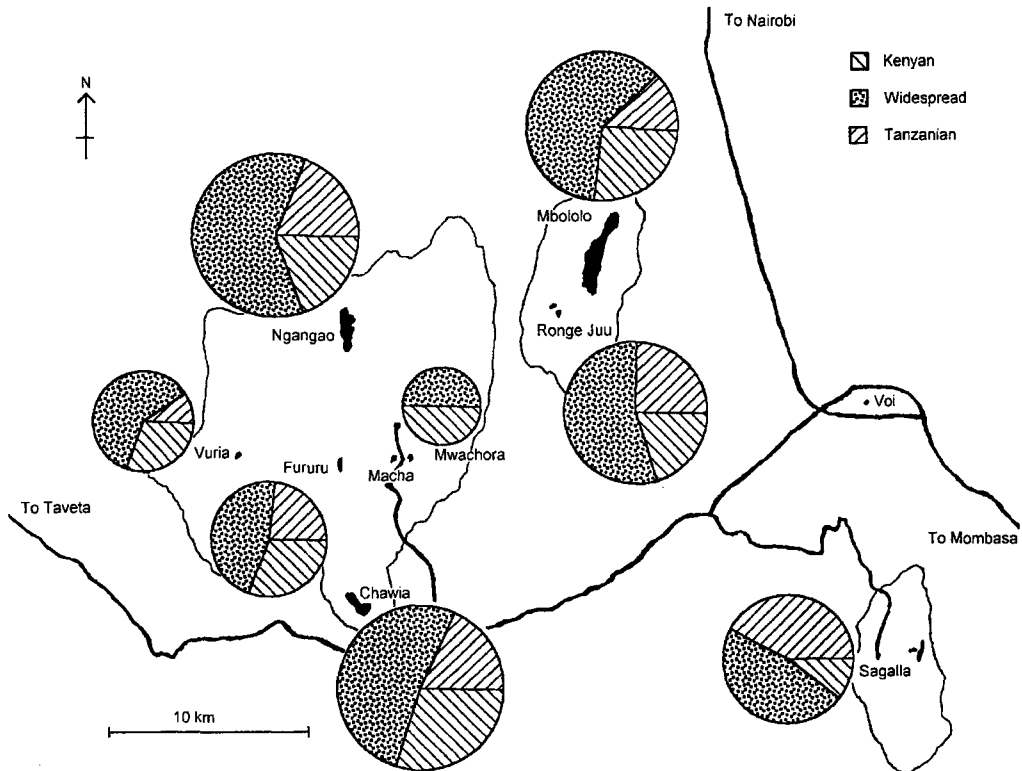 To Nairobi
Kenyan
Widespread
Tanzanian
N
Mbololo
Ngangao
Ronge Juu
Voi
Mwachora
Vuria
Fururu
Macha
To Taveta
To Mombasa
Chawia
Sagalla
10 km